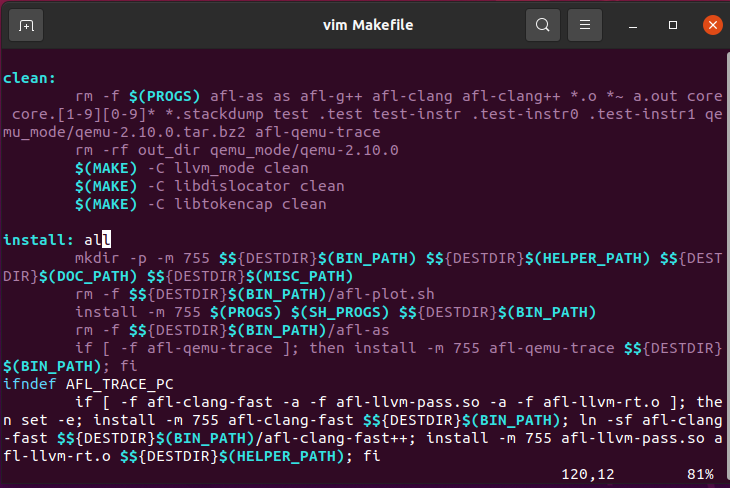 vim Makefile
clean:
rm -f $(PROGS) afl-as as afl-g++ afl-clang afl-clang++ *.o *~ a.out core
core.[1-9][0-9]* *.stackdump test .test test-instr .test-instr0 .test-instr1 qe
mu_mode/qemu-2.10.0.tar.bz2 afl-qemu-trace
rm -rf out_dir qemu_mode/qemu-2.10.0
$(MAKE) -C llvm_mode clean
$(MAKE) -C libdislocator clean
$(MAKE) -C libtokencap clean
install: all
mkdir -p -m 755 $${DESTDIR}$(BIN_PATH) $${DESTDIR}$(HELPER_PATH) $${DEST
DIR}$(DOC_PATH) $${DESTDIR}$(MISC_PATH)
rm -f $${DESTDIR}$(BIN_PATH)/afl-plot.sh
install -m 755 $(PROGS) $(SH_PROGS) $${DESTDIR}$(BIN_PATH)
rm -f $${DESTDIR}$(BIN_PATH)/afl-as
if [ -f afl-qemu-trace ]; then install -m 755 afl-qemu-trace $${DESTDIR}
$(BIN_PATH); fi
ifndef AFL_TRACE_PC
if [ -f afl-clang-fast -a -f afl-llvm-pass.so -a -f afl-llvm-rt.o ]; the
n set -e; install -m 755 afl-clang-fast $${DESTDIR}$(BIN_PATH); ln -sf afl-clang
-fast $${DESTDIR}$(BIN_PATH)/afl-clang-fast++; install -m 755 afl-llvm-pass.so a
fl-llvm-rt.o $${DESTDIR}$(HELPER_PATH); fi
120,12 81%